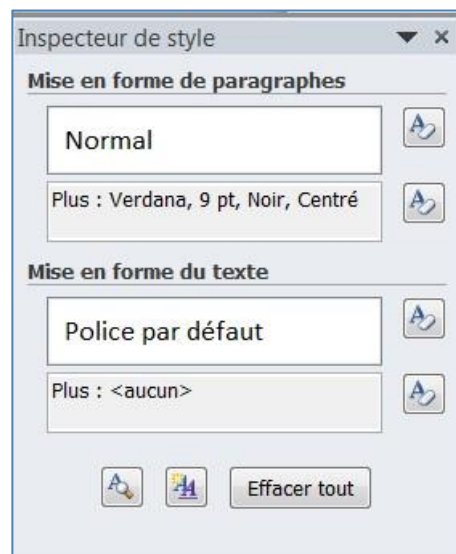 Inspecteur de style
Mise en forme de paragraphes
Normal
Plus : Verdana, 9 pt, Noir, Centré
Mise en forme du texte
Police par défaut
Plus : <aucun>
Effacer tout